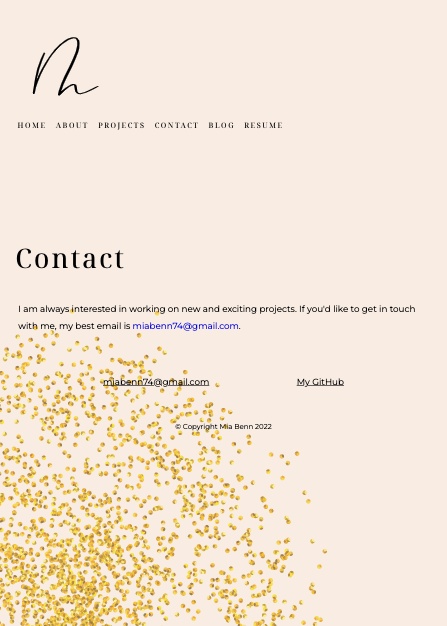 HOME ABOUT PROJECTS CONTACT BLOG RESUME
Contact
I am always interested in working on new and exciting projects. If you'd like to get in touch
with me, my best email is miabenn74@gmail.com.
miabenn74@gmail.com My GitHub
© Copyright Mia Benn 2022